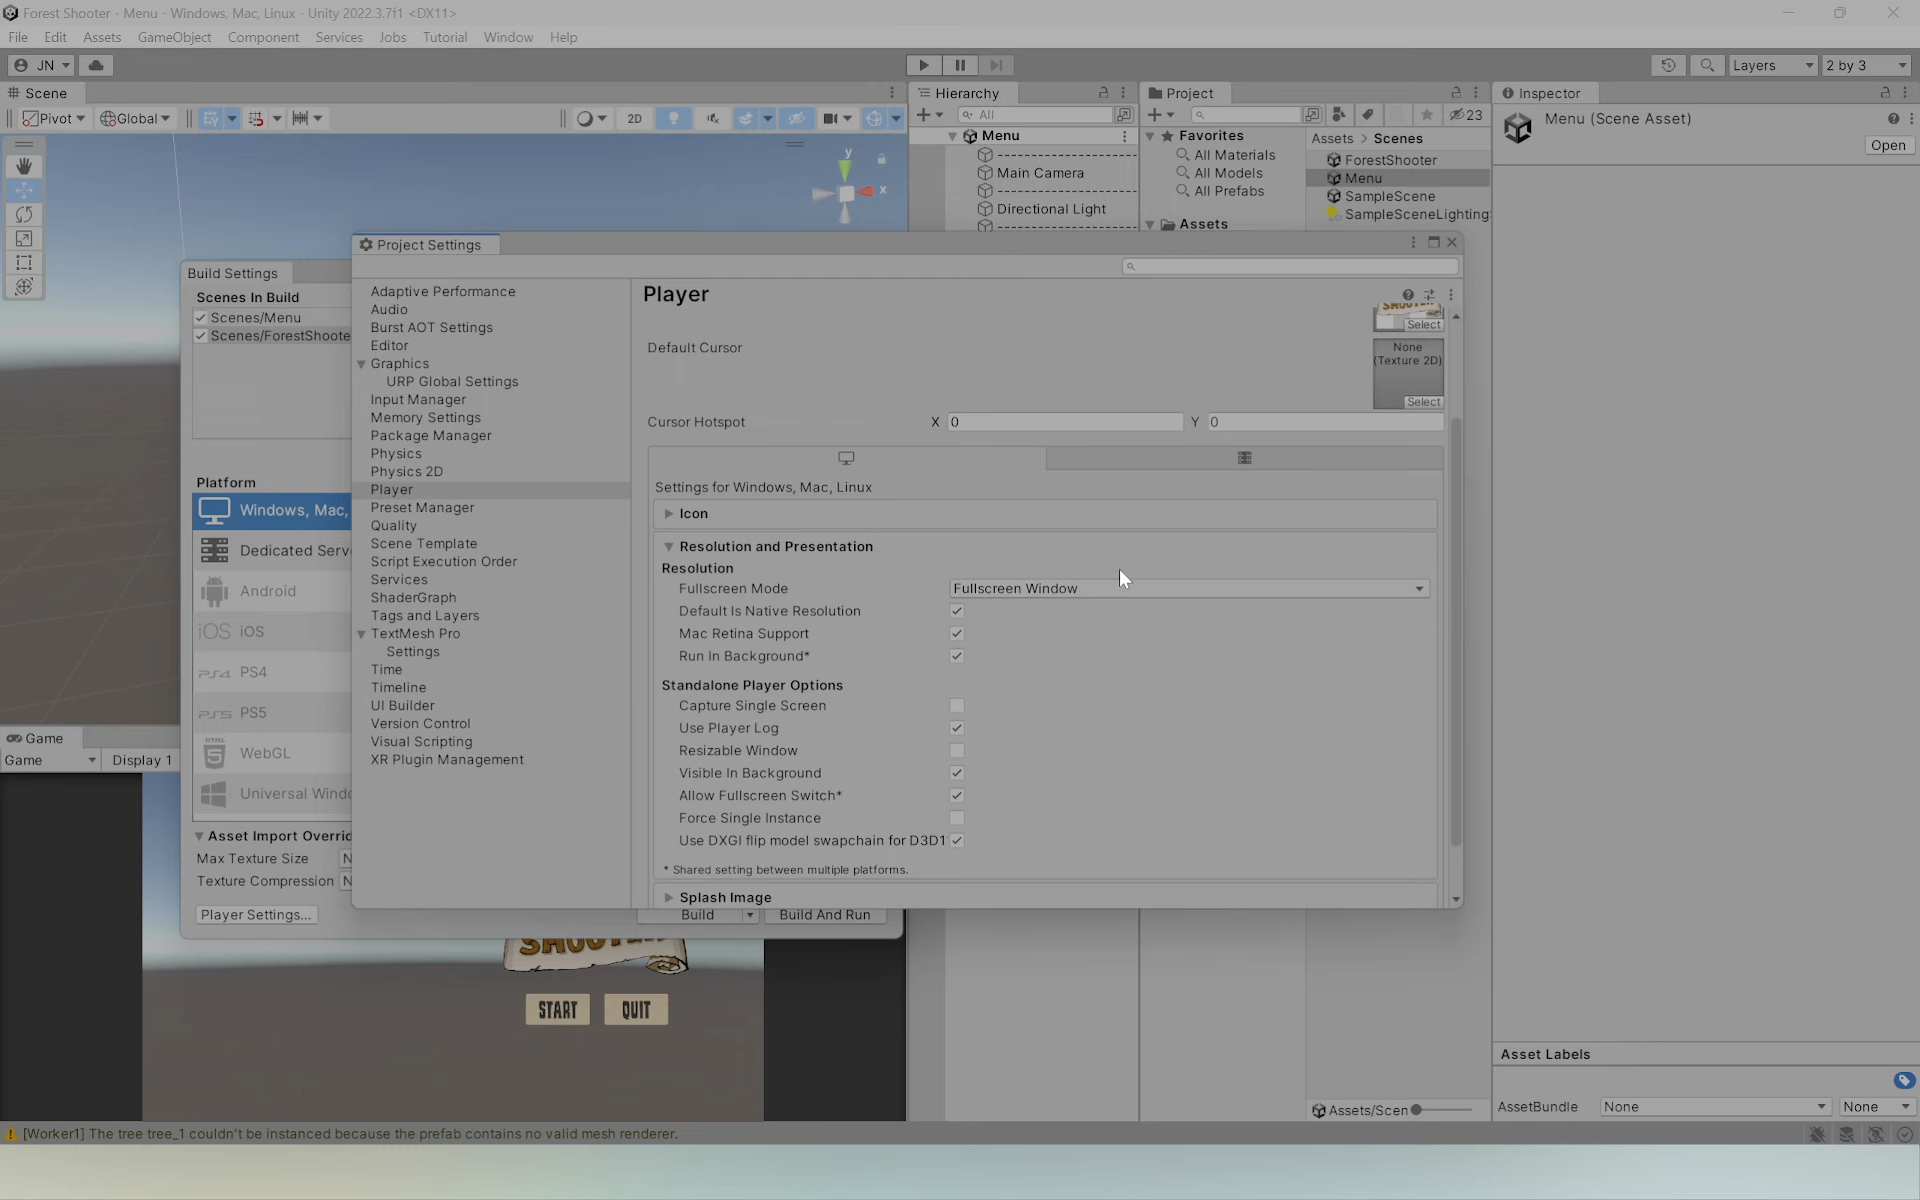 Forest Shooter - Menu - Windows, Mac, Linux - Unity 2022.3.7f1 <DX11>
File Edit Assets GameObject Component Services Jobs Tutorial Window Help
JN Layers 2 by 3
Scene
Pivot Global 2D
Hierarchy
All
Menu
Main Camera
Directional Light
Project
23
Favorites
All Materials
All Models
All Prefabs
Assets
Assets > Scenes
ForestShooter
Menu
SampleScene
SampleSceneLighting
Assets/Scen
Inspector
Menu (Scene Asset)
Open
Asset Labels
AssetBundle None None
y
x
Build Settings
Scenes In Build
Scenes/Menu
Scenes/ForestShoote
Platform
Windows, Mac,
Dedicated Serv
Android
iOS iOS
PS4 PS4
PS5 PS5
HTML 5 WebGL
Universal Windo
Asset Import Overrid
Max Texture Size N
Texture Compression N
Player Settings...
Build Build And Run
Project Settings
Adaptive Performance
Audio
Burst AOT Settings
Editor
Graphics
URP Global Settings
Input Manager
Memory Settings
Package Manager
Physics
Physics 2D
Player
Preset Manager
Quality
Scene Template
Script Execution Order
Services
ShaderGraph
Tags and Layers
TextMesh Pro
Settings
Time
Timeline
UI Builder
Version Control
Visual Scripting
XR Plugin Management
Player
SHOOTER
Select
Default Cursor
None
(Texture 2D)
Select
Cursor Hotspot X 0 Y 0
Settings for Windows, Mac, Linux
Icon
Resolution and Presentation
Resolution
Fullscreen Mode Fullscreen Window
Default Is Native Resolution
Mac Retina Support
Run In Background*
Standalone Player Options
Capture Single Screen
Use Player Log
Resizable Window
Visible In Background
Allow Fullscreen Switch*
Force Single Instance
Use DXGI flip model swapchain for D3D1
* Shared setting between multiple platforms.
Splash Image
Game
Game Display 1
SHOOTER
START QUIT
[Worker1] The tree tree_1 couldn't be instanced because the prefab contains no valid mesh renderer.